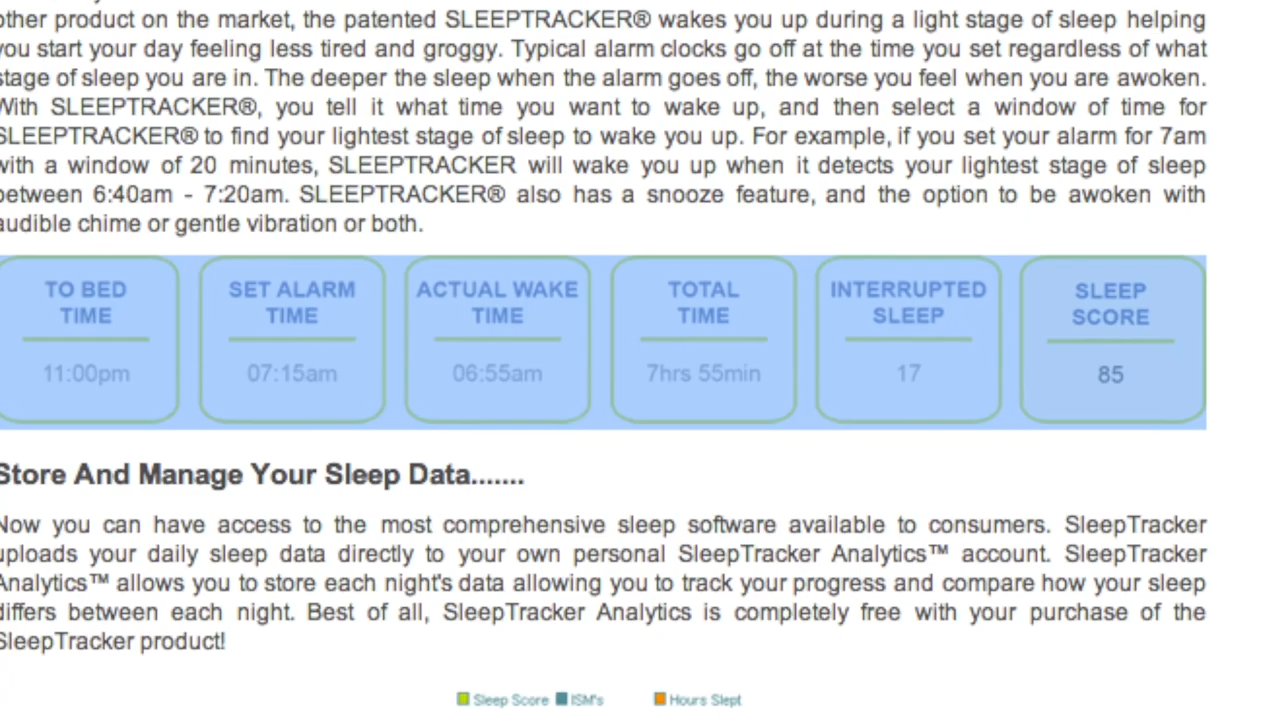 other product on the market, the patented SLEEPTRACKER® wakes you up during a light stage of sleep helping
you start your day feeling less tired and groggy. Typical alarm clocks go off at the time you set regardless of what
stage of sleep you are in. The deeper the sleep when the alarm goes off, the worse you feel when you are awoken.
With SLEEPTRACKER®, you tell it what time you want to wake up, and then select a window of time for
SLEEPTRACKER® to find your lightest stage of sleep to wake you up. For example, if you set your alarm for 7am
with a window of 20 minutes, SLEEPTRACKER will wake you up when it detects your lightest stage of sleep
between 6:40am - 7:20am. SLEEPTRACKER® also has a snooze feature, and the option to be awoken with
audible chime or gentle vibration or both.
TO BED
TIME
11:00pm
SET ALARM
TIME
07:15am
ACTUAL WAKE
TIME
06:55am
TOTAL
TIME
7hrs 55min
INTERRUPTED
SLEEP
17
SLEEP
SCORE
85
Store And Manage Your Sleep Data.......
Now you can have access to the most comprehensive sleep software available to consumers. SleepTracker
uploads your daily sleep data directly to your own personal SleepTracker Analytics™ account. SleepTracker
Analytics™ allows you to store each night's data allowing you to track your progress and compare how your sleep
differs between each night. Best of all, SleepTracker Analytics is completely free with your purchase of the
SleepTracker product!
Sleep Score ISM's Hours Slept